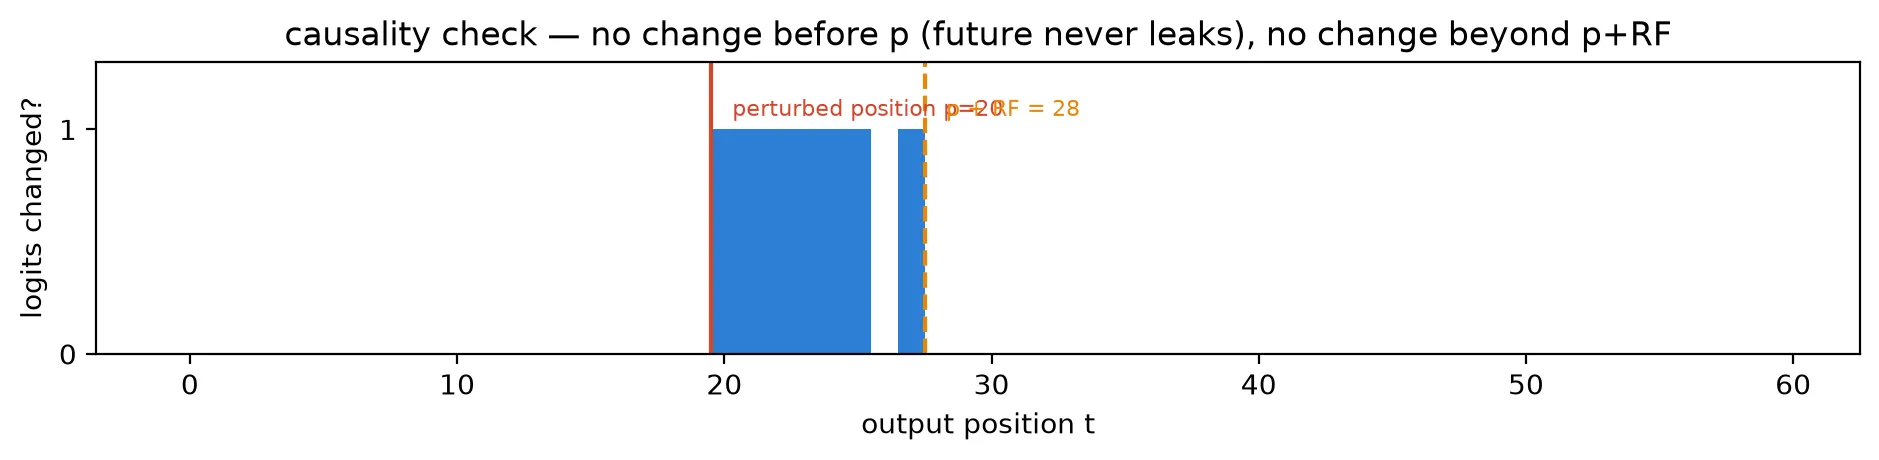 causality check — no change before p (future never leaks), no change beyond p+RF
logits changed?
1
0
perturbed position p=20
p + RF = 28
0 10 20 30 40 50 60
output position t